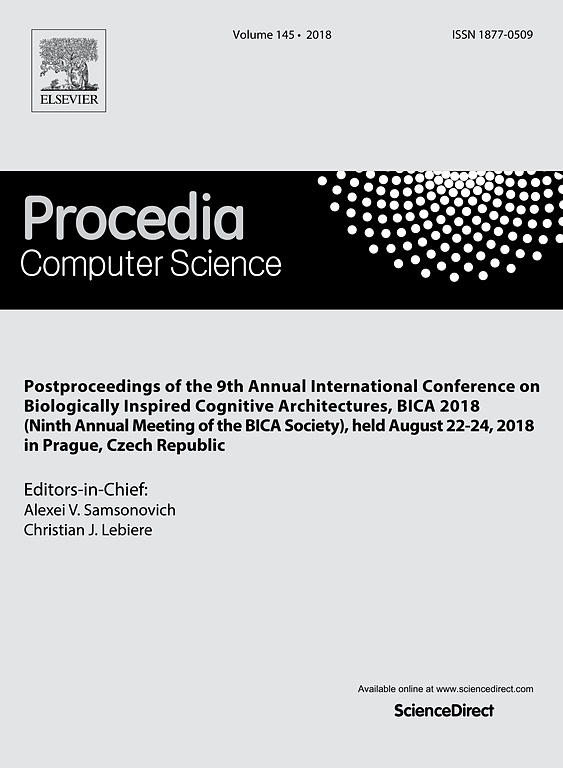 Volume 145 • 2018
ISSN 1877-0509
ELSEVIER
Procedia
Computer Science
Postproceedings of the 9th Annual International Conference on
Biologically Inspired Cognitive Architectures, BICA 2018
(Ninth Annual Meeting of the BICA Society), held August 22-24, 2018
in Prague, Czech Republic
Editors-in-Chief:
Alexei V. Samsonovich
Christian J. Lebiere
Available online at www.sciencedirect.com
ScienceDirect